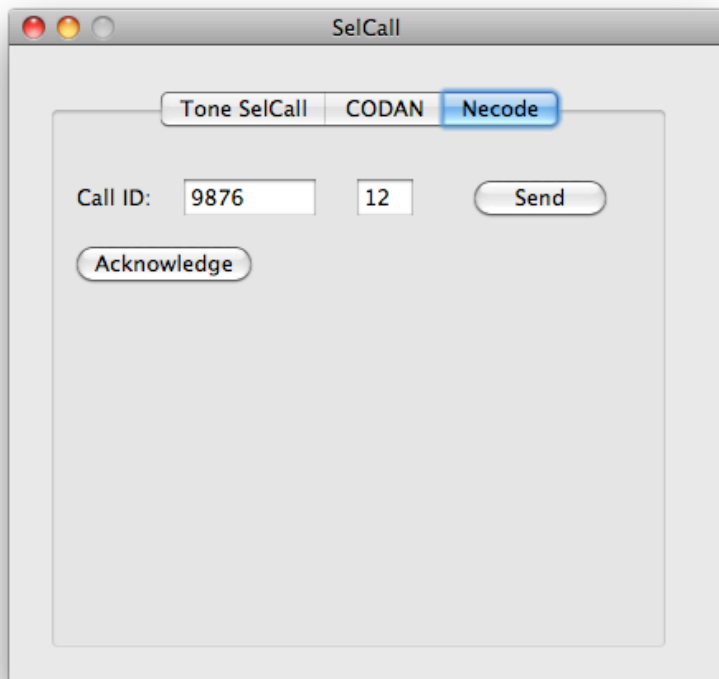 SelCall
Tone SelCall CODAN Necode
Call ID: 9876 12 Send
Acknowledge